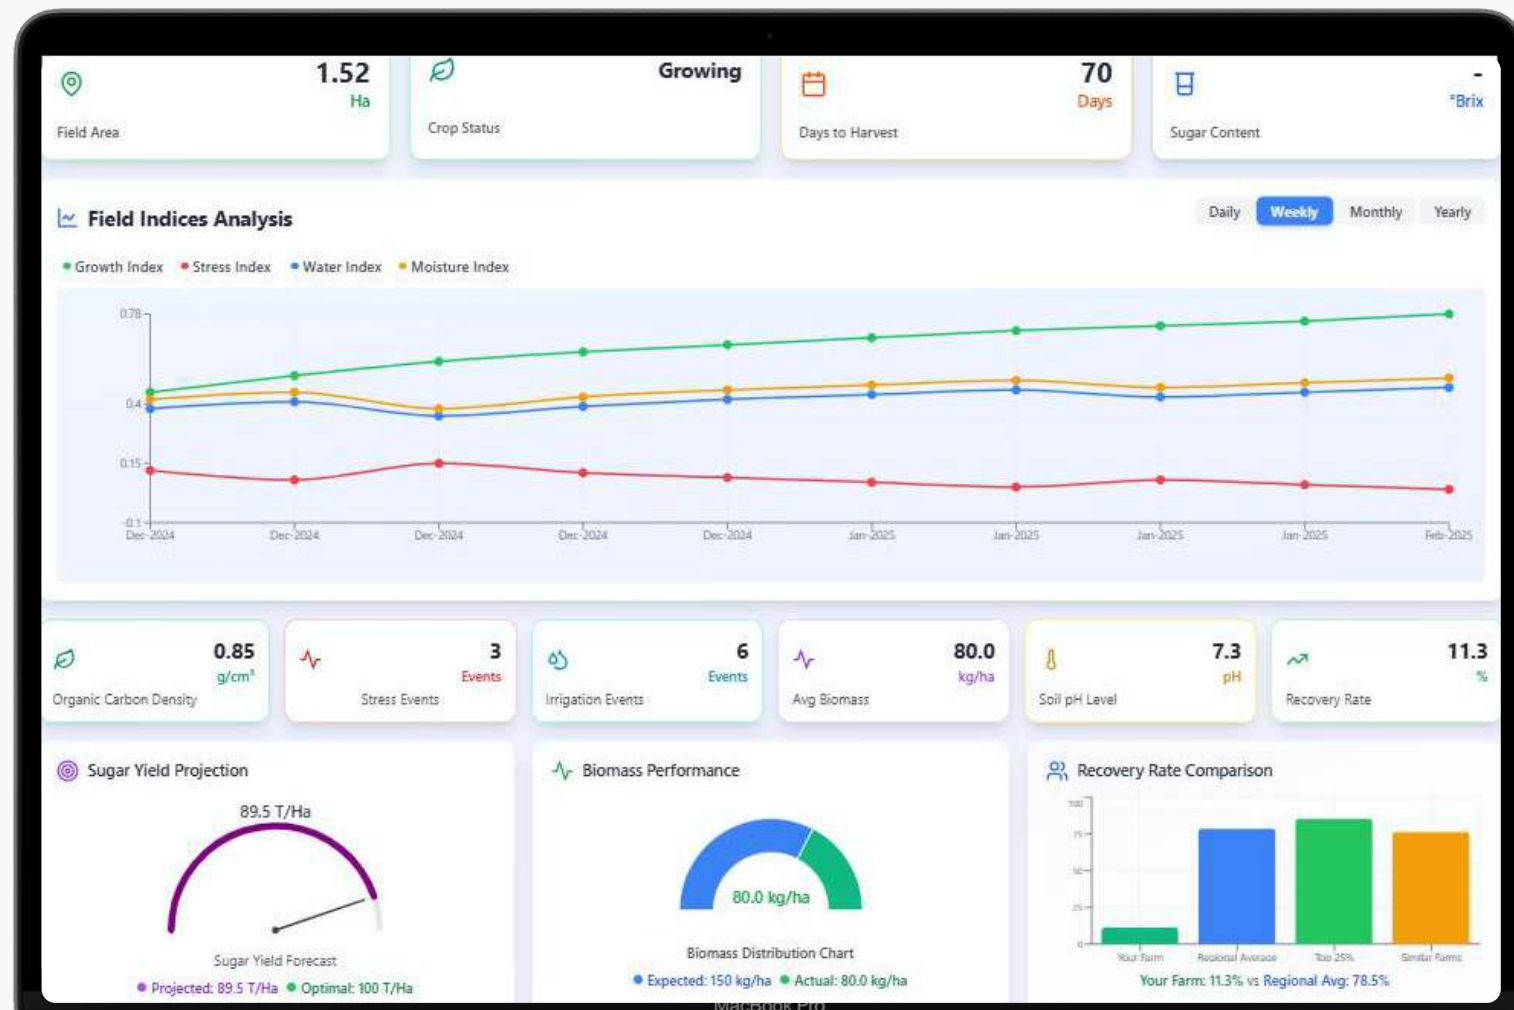 1.52
Ha
Field Area
Growing
Crop Status
70
Days
Days to Harvest
-
°Brix
Sugar Content
Field Indices Analysis
Daily Weekly Monthly Yearly
Growth Index Stress Index Water Index Moisture Index
0.78
0.4
0.15
-0.1
Dec-2024 Dec-2024 Dec-2024 Dec-2024 Dec-2024 Jan-2025 Jan-2025 Jan-2025 Jan-2025 Feb-2025
0.85
g/cm³
Organic Carbon Density
3
Events
Stress Events
6
Events
Irrigation Events
80.0
kg/ha
Avg Biomass
7.3
pH
Soil pH Level
11.3
%
Recovery Rate
Sugar Yield Projection
89.5 T/Ha
Sugar Yield Forecast
Projected: 89.5 T/Ha Optimal: 100 T/Ha
Biomass Performance
80.0 kg/ha
Biomass Distribution Chart
Expected: 150 kg/ha Actual: 80.0 kg/ha
Recovery Rate Comparison
100
75
50
25
0
Your Farm Regional Average Top 25% Similar Farms
Your Farm: 11.3% vs Regional Avg: 78.5%
MacBook Pro